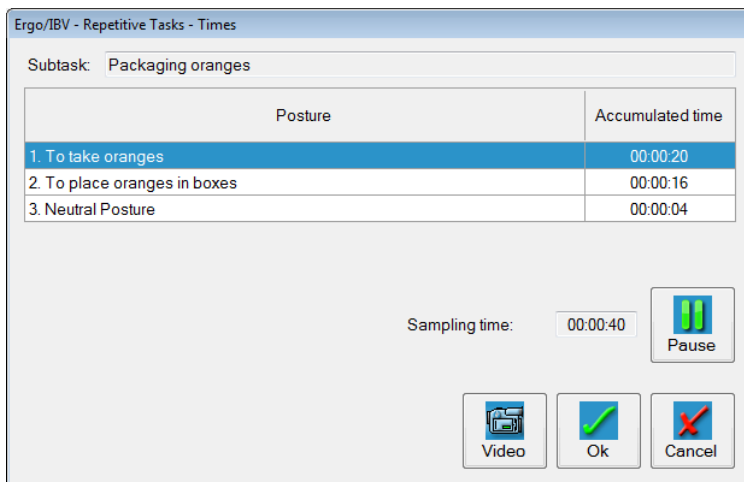 Ergo/IBV - Repetitive Tasks - Times
Subtask: Packaging oranges
Posture Accumulated time
1. To take oranges 00:00:20
2. To place oranges in boxes 00:00:16
3. Neutral Posture 00:00:04
Sampling time: 00:00:40
Pause
Video Ok Cancel